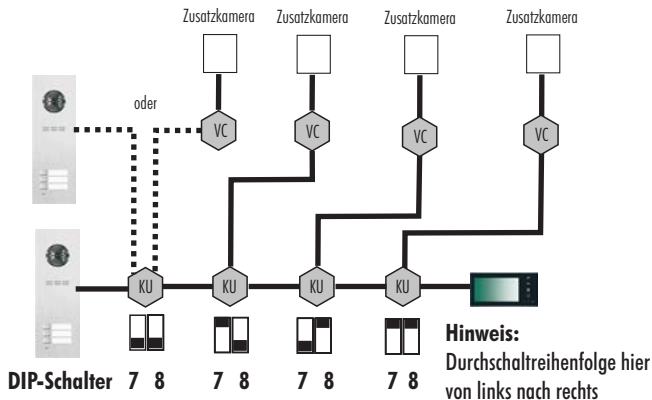 Zusatzkamera Zusatzkamera Zusatzkamera Zusatzkamera
oder
VC VC VC VC
KU KU KU KU
Hinweis:
Durchschaltreihenfolge hier
DIP-Schalter 7 8 7 8 7 8 7 8 von links nach rechts